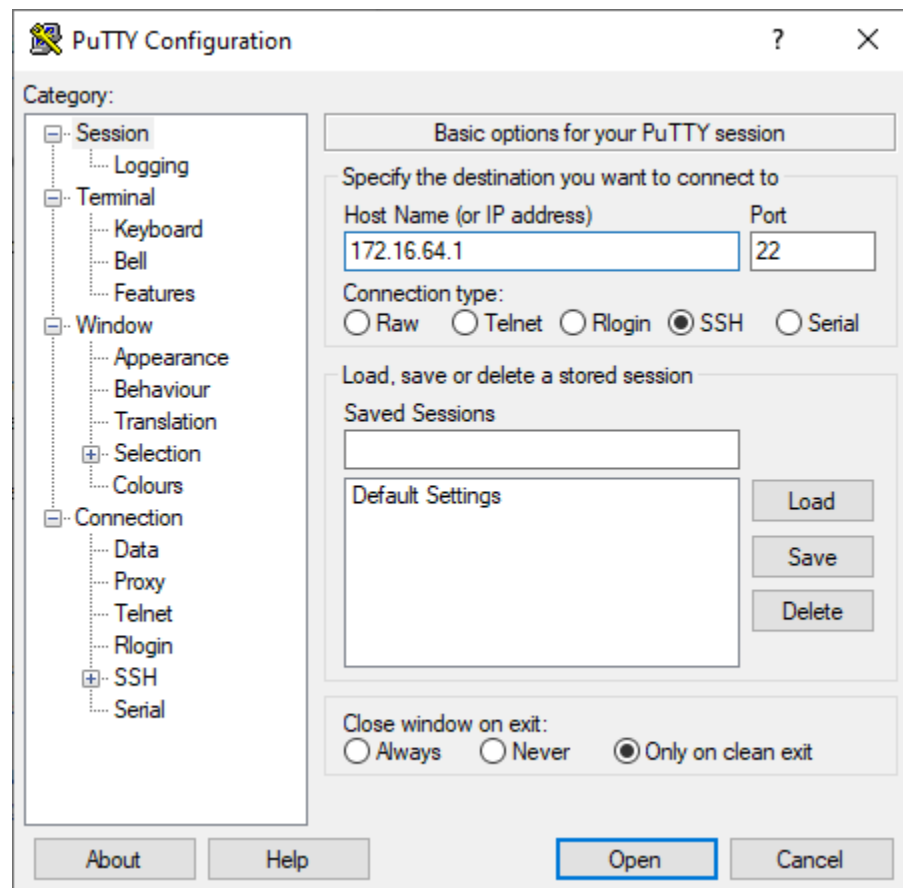 PuTTY Configuration
?
Category:
Session
Logging
Terminal
Keyboard
Bell
Features
Window
Appearance
Behaviour
Translation
Selection
Colours
Connection
Data
Proxy
Telnet
Rlogin
SSH
Serial
Basic options for your PuTTY session
Specify the destination you want to connect to
Host Name (or IP address) Port
172.16.64.1 22
Connection type:
Raw Telnet Rlogin SSH Serial
Load, save or delete a stored session
Saved Sessions
Default Settings
Load
Save
Delete
Close window on exit:
Always Never Only on clean exit
About Help Open Cancel